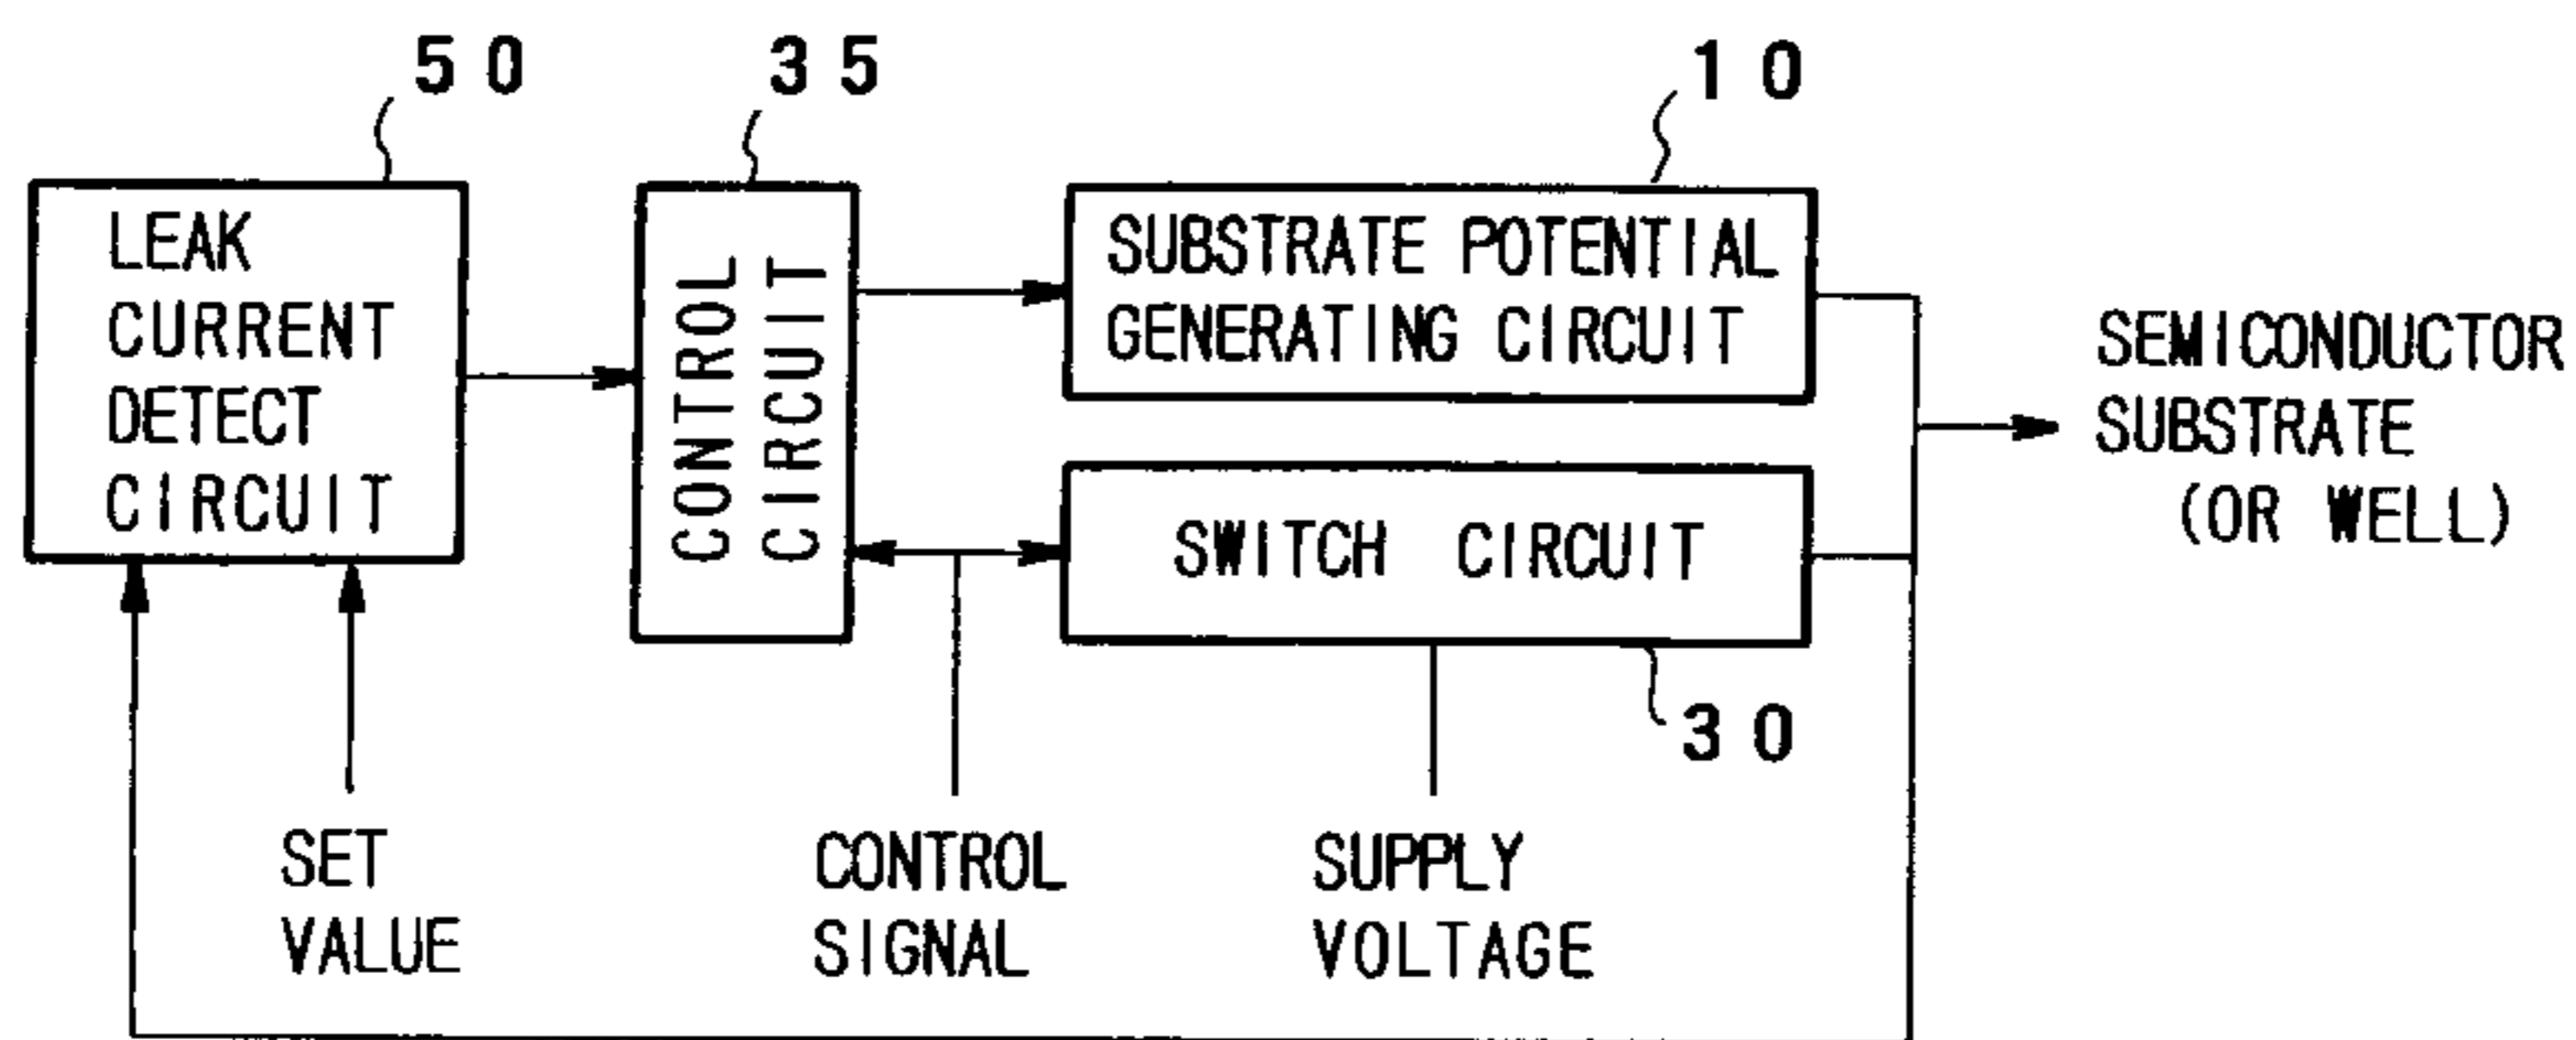 50
35
10
LEAK
CURRENT
DETECT
CIRCUIT
CONTROL
CIRCUIT
SUBSTRATE POTENTIAL
GENERATING CIRCUIT
SWITCH CIRCUIT
SEMICONDUCTOR
SUBSTRATE
(OR WELL)
30
SET
VALUE
CONTROL
SIGNAL
SUPPLY
VOLTAGE